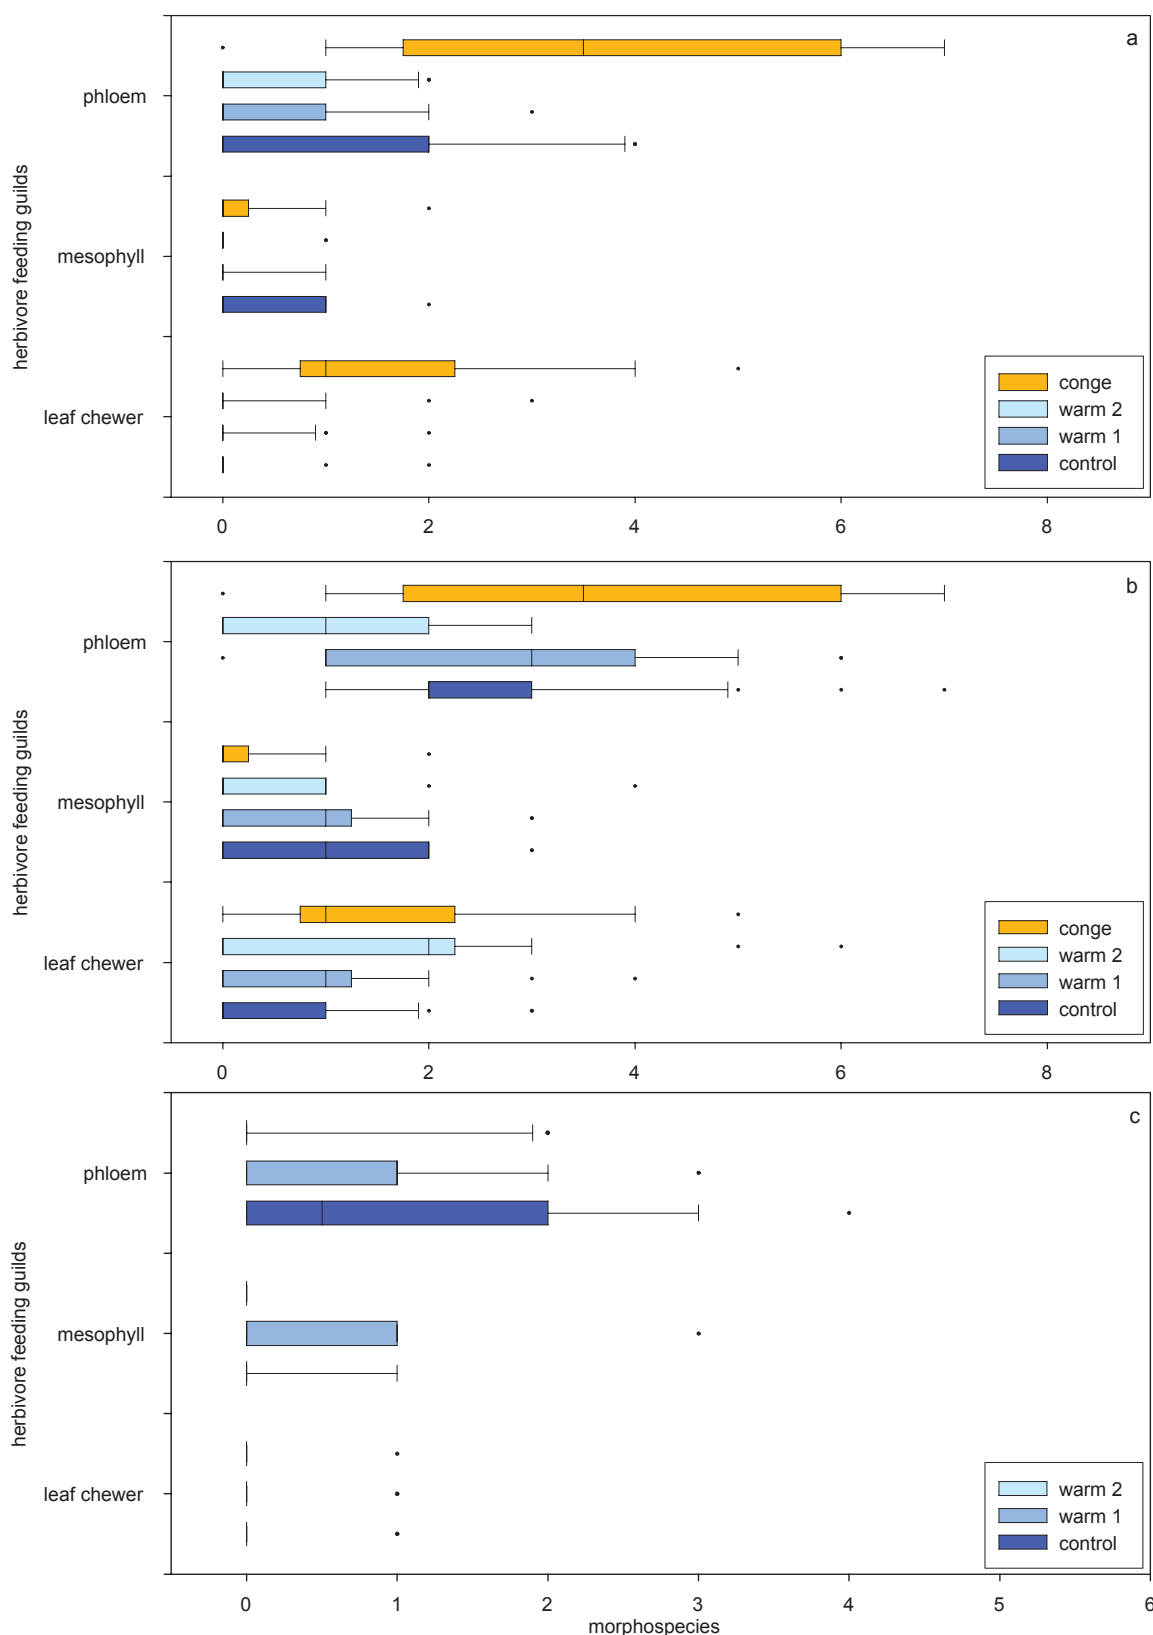 a
phloem
mesophyll
leaf chewer
herbivore feeding guilds
conge
warm 2
warm 1
control
0 2 4 6 8
b
phloem
mesophyll
leaf chewer
herbivore feeding guilds
conge
warm 2
warm 1
control
0 2 4 6 8
c
phloem
mesophyll
leaf chewer
herbivore feeding guilds
warm 2
warm 1
control
0 1 2 3 4 5 6
morphospecies